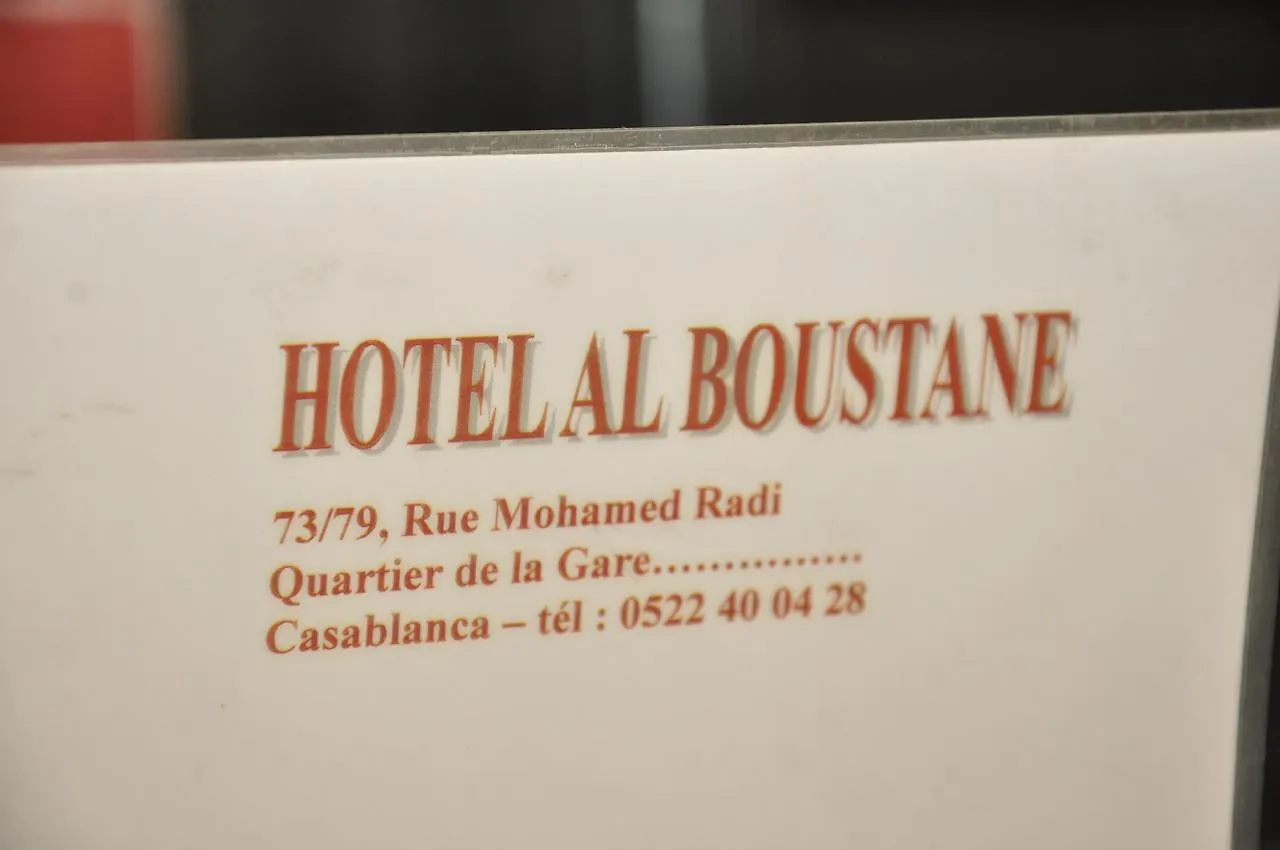 HOTEL AL BOUSTANE
73/79, Rue Mohamed Radi
Quartier de la Gare...............
Casablanca – tél : 0522 40 04 28